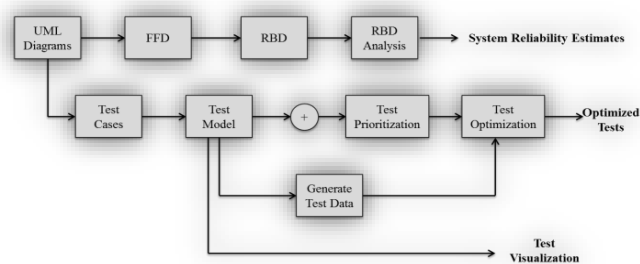 UML
Diagrams
FFD
RBD
RBD
Analysis
System Reliability Estimates
Test
Cases
Test
Model
+
Test
Prioritization
Test
Optimization
Optimized
Tests
Generate
Test Data
Test
Visualization